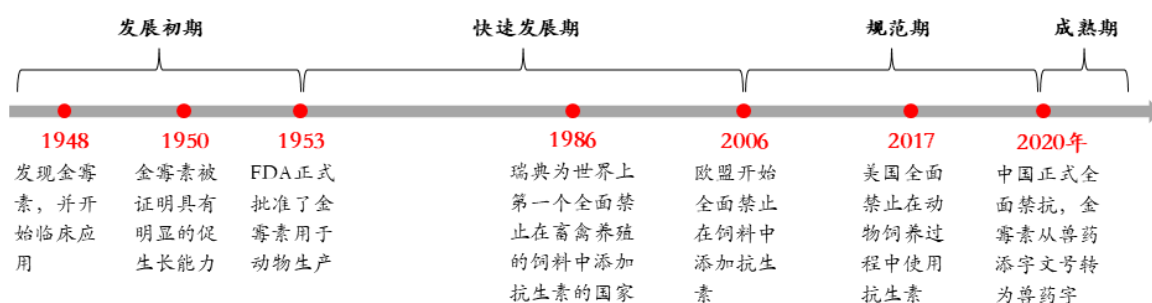 发展初期
快速发展期
规范期
成熟期
1948
发现金霉
素，并开
始临床应
用
1950
金霉素被
证明具有
明显的促
生长能力
1953
FDA正式
批准了金
霉素用于
动物生产
1986
瑞典为世界上
第一个全面禁
止在畜禽养殖
的饲料中添加
抗生素的国家
2006
欧盟开始
全面禁止
在饲料中
添加抗生
素
2017
美国全面
禁止在动
物饲养过
程中使用
抗生素
2020年
中国正式全
面禁抗，金
霉素从兽药
添字文号转
为兽药字